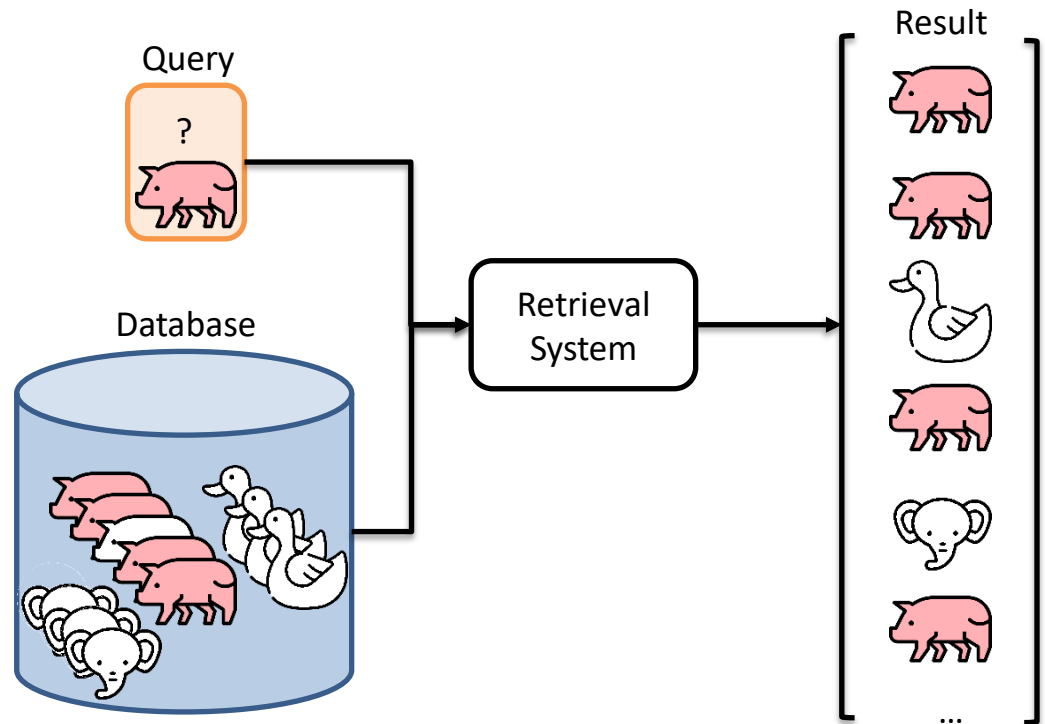 Query
?
Database
Retrieval
System
Result
...